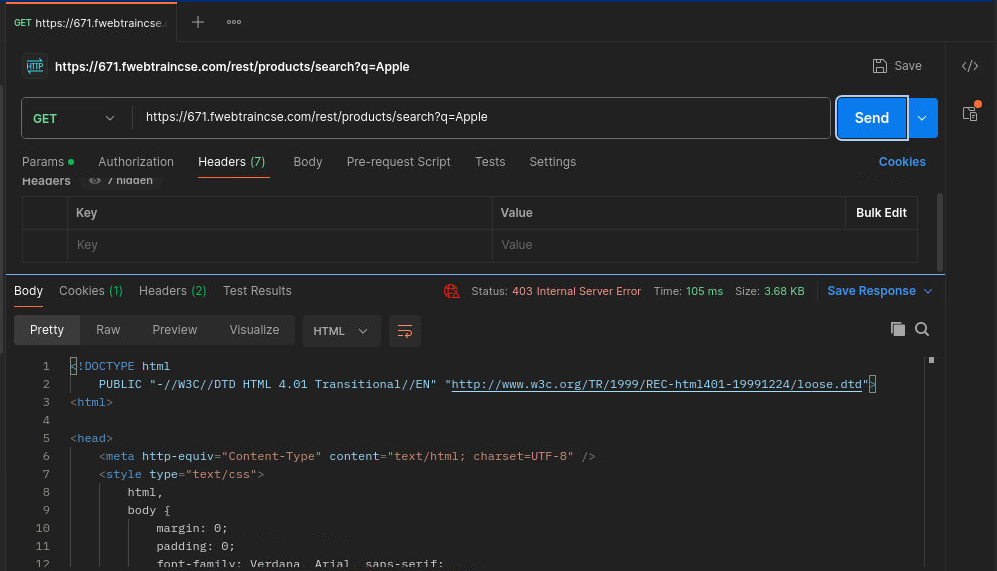 GET https://671.fwebtraincse.
https://671.fwebtraincse.com/rest/products/search?q=Apple
Save
GET https://671.fwebtraincse.com/rest/products/search?q=Apple
Send
Params Authorization Headers (7) Body Pre-request Script Tests Settings Cookies
Headers 7 hidden
Key Value Bulk Edit
Key Value
Body Cookies (1) Headers (2) Test Results Status: 403 Internal Server Error Time: 105 ms Size: 3.68 KB Save Response
Pretty Raw Preview Visualize HTML
1 <!DOCTYPE html
2 PUBLIC "-//W3C//DTD HTML 4.01 Transitional//EN" "http://www.w3c.org/TR/1999/REC-html401-19991224/loose.dtd">
3 <html>
4
5 <head>
6 <meta http-equiv="Content-Type" content="text/html; charset=UTF-8" />
7 <style type="text/css">
8 html,
9 body {
10 margin: 0;
11 padding: 0;
12 font-family: Verdana, Arial, sans-serif;